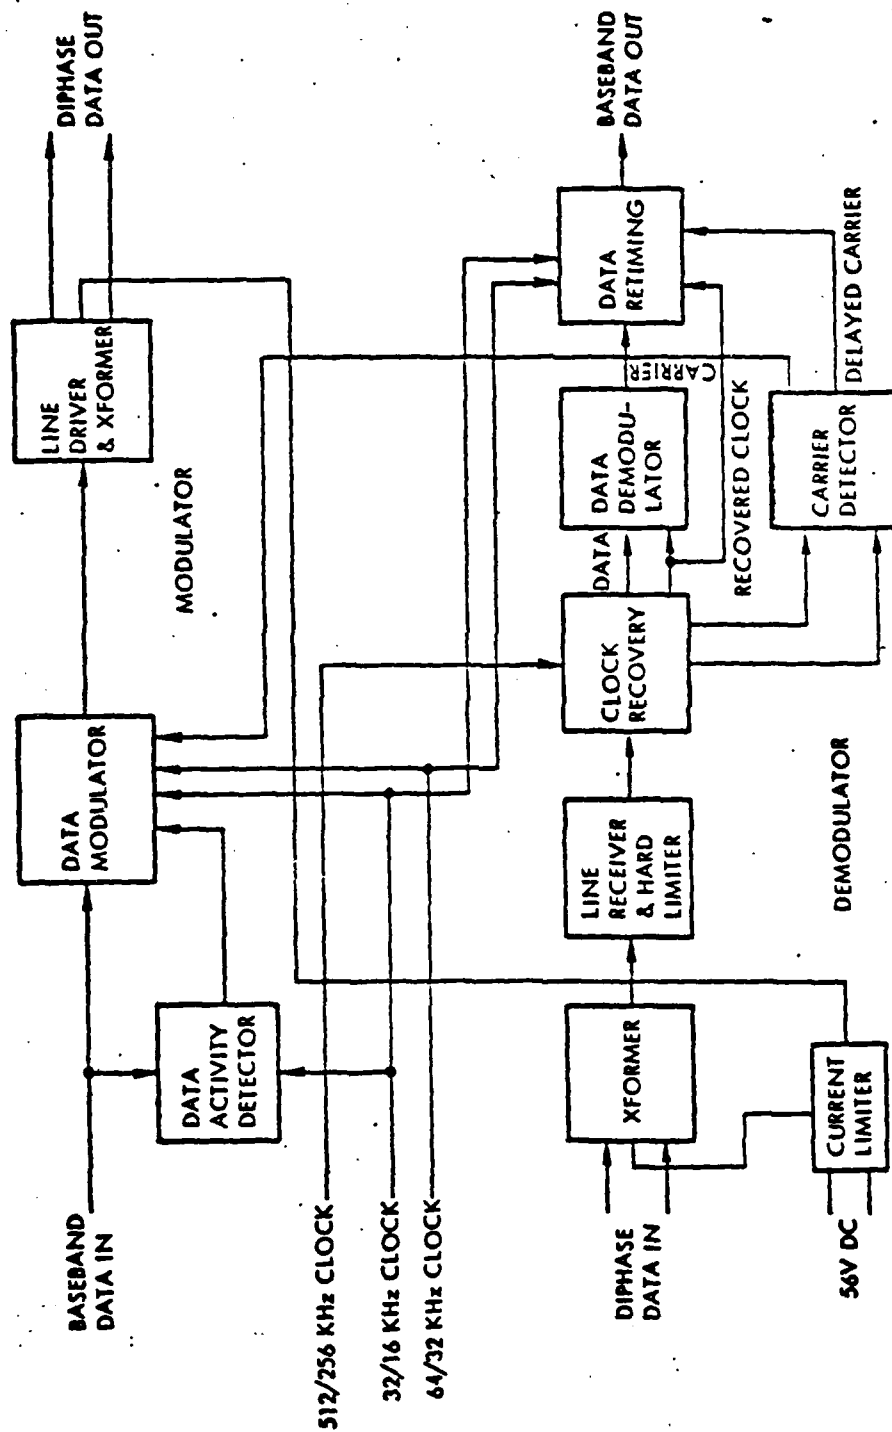 BASEBAND
DATA IN
DATA
ACTIVITY
DETECTOR
DATA
MODULATOR
LINE
DRIVER
& XFORMER
DIPHASE
DATA OUT
MODULATOR
512/256 KHz CLOCK
32/16 KHz CLOCK
64/32 KHz CLOCK
DIPHASE
DATA IN
XFORMER
LINE
RECEIVER
& HARD
LIMITER
CLOCK
RECOVERY
DATA
DATA
DEMODU-
LATOR
CARRIER
DATA
RETIMING
BASEBAND
DATA OUT
RECOVERED CLOCK
56V DC
CURRENT
LIMITER
DEMODULATOR
CARRIER
DETECTOR
DELAYED CARRIER